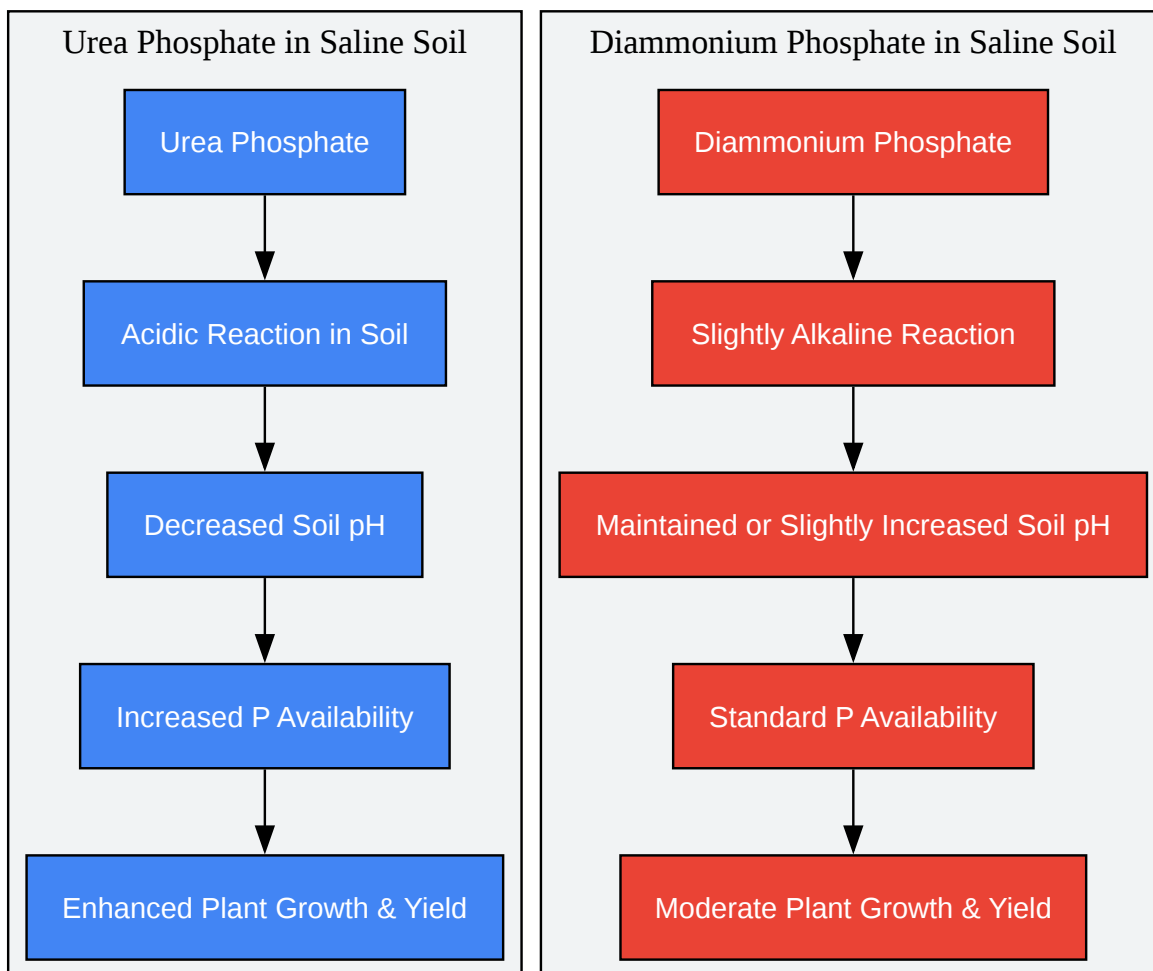 Urea Phosphate in Saline Soil
Urea Phosphate
Acidic Reaction in Soil
Decreased Soil pH
Increased P Availability
Enhanced Plant Growth & Yield
Diammonium Phosphate in Saline Soil
Diammonium Phosphate
Slightly Alkaline Reaction
Maintained or Slightly Increased Soil pH
Standard P Availability
Moderate Plant Growth & Yield